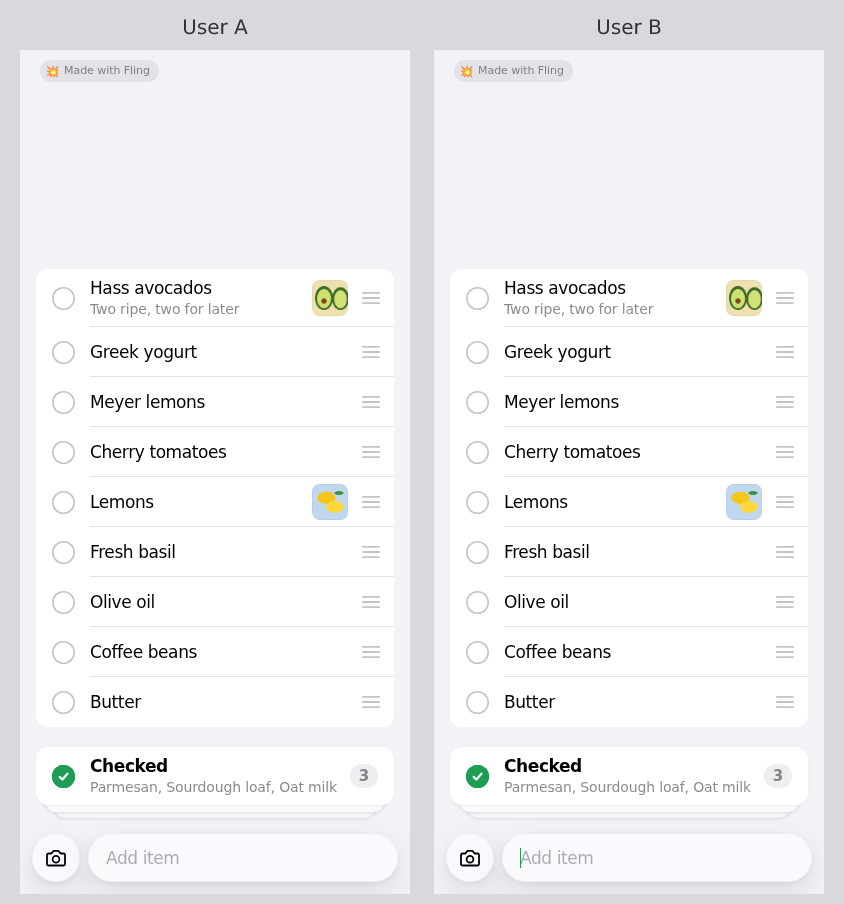 User A
Made with Fling
Hass avocados
Two ripe, two for later
Greek yogurt
Meyer lemons
Cherry tomatoes
Lemons
Fresh basil
Olive oil
Coffee beans
Butter
Checked
Parmesan, Sourdough loaf, Oat milk
3
Add item
User B
Made with Fling
Hass avocados
Two ripe, two for later
Greek yogurt
Meyer lemons
Cherry tomatoes
Lemons
Fresh basil
Olive oil
Coffee beans
Butter
Checked
Parmesan, Sourdough loaf, Oat milk
3
Add item